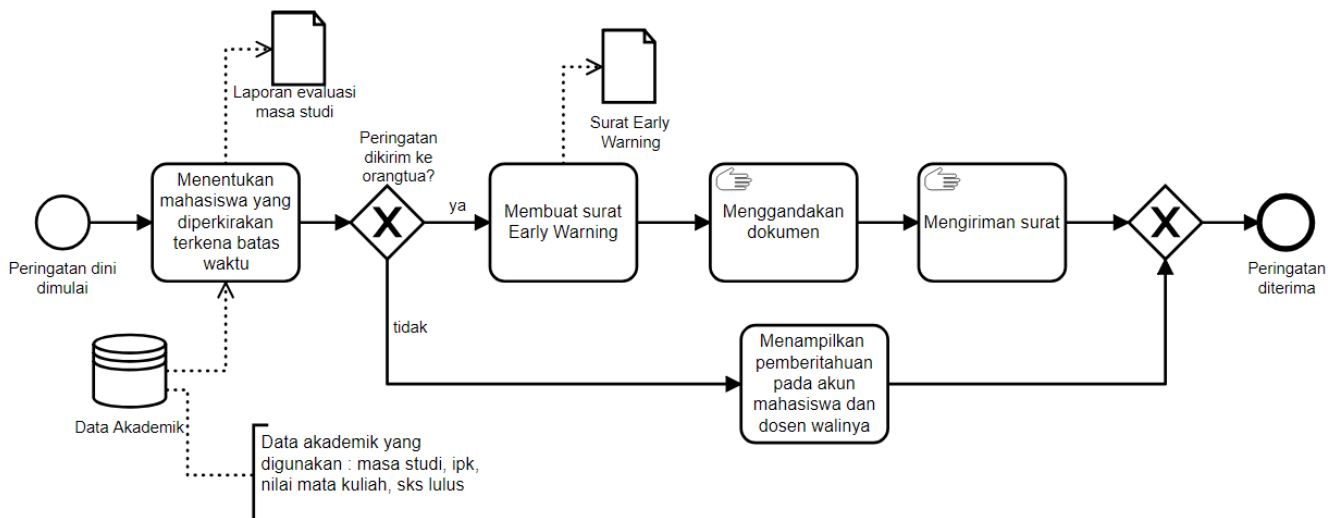 Laporan evaluasi
masa studi
Surat Early
Warning
Peringatan
dikirim ke
orangtua?
Peringatan dini
dimulai
Menentukan
mahasiswa yang
diperkirakan
terkena batas
waktu
X
ya
Membuat surat
Early Warning
Menggandakan
dokumen
Mengiriman surat
X
Peringatan
diterima
tidak
Menampilkan
pemberitahuan
pada akun
mahasiswa dan
dosen walinya
Data Akademik
Data akademik yang
digunakan : masa studi, ipk,
nilai mata kuliah, sks lulus